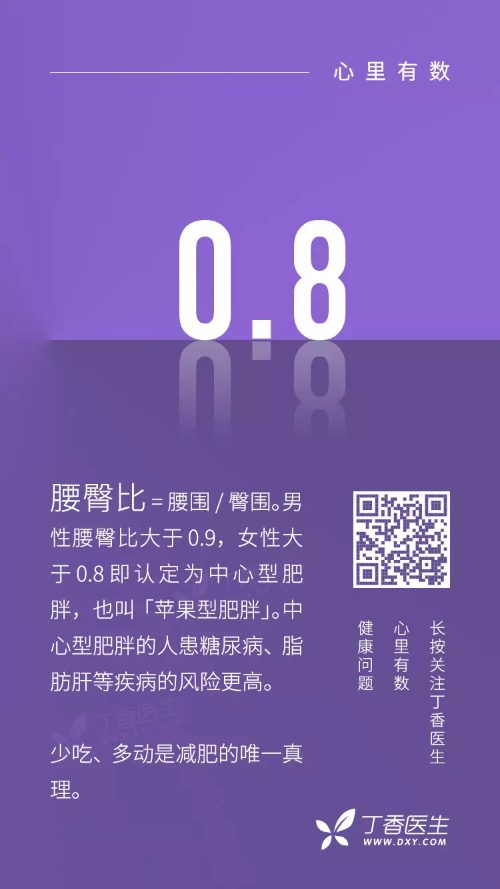 心里有数
0.8
腰臀比 = 腰围 / 臀围。男
性腰臀比大于 0.9，女性大
于 0.8 即认定为中心型肥
胖，也叫「苹果型肥胖」。中
心型肥胖的人患糖尿病、脂
肪肝等疾病的风险更高。
少吃、多动是减肥的唯一真
理。
长按关注丁香医生
心里有数
健康问题
丁香医生
丁香医生
WWW.DXY.COM